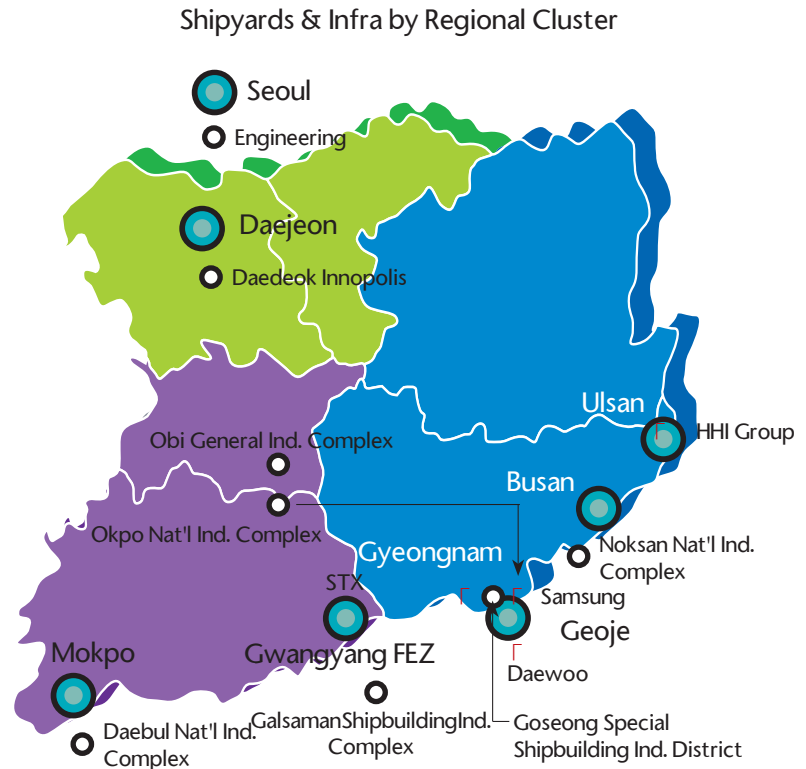 Shipyards & Infra by Regional Cluster
Seoul
Engineering
Daejeon
Daedeok Innopolis
Ulsan
HHI Group
Obi General Ind. Complex
Busan
Okpo Nat'l Ind. Complex
Gyeongnam
Noksan Nat'l Ind.
Complex
STX
Samsung
Geoje
Mokpo
Gwangyang FEZ
Daewoo
Daebul Nat'l Ind.
Complex
GalsamanShipbuildingInd.
Complex
Goseong Special
Shipbuilding Ind. District